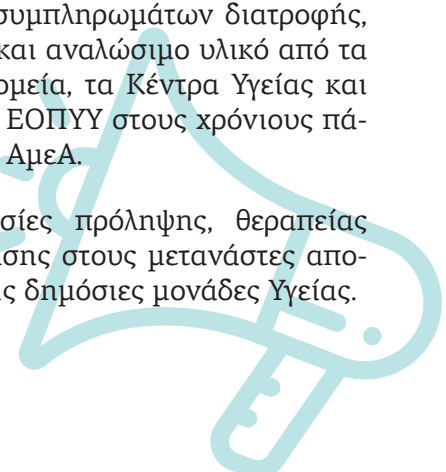 συμπληρωμάτων διατροφής,
και αναλώσιμο υλικό από τα
ομεία, τα Κέντρα Υγείας και
ΕΟΠΥΥ στους χρόνιους πά-
ΑμεΑ.
σίες πρόληψης, θεραπείας
σης στους μετανάστες απο-
ς δημόσιες μονάδες Υγείας.